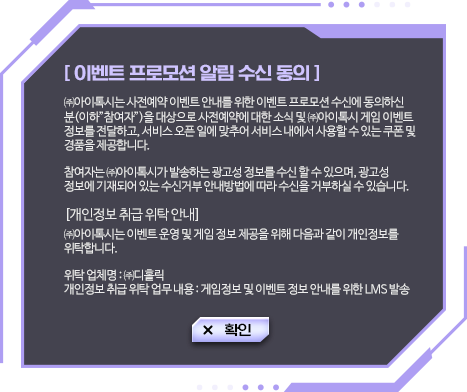 [ 이벤트 프로모션 알림 수신 동의 ]
㈜아이톡시는 사전예약 이벤트 안내를 위한 이벤트 프로모션 수신에 동의하신
분(이하”참여자”)을 대상으로 사전예약에 대한 소식 및 ㈜아이톡시 게임 이벤트
정보를 전달하고, 서비스 오픈 일에 맞추어 서비스 내에서 사용할 수 있는 쿠폰 및
경품을 제공합니다.
참여자는 ㈜아이톡시가 발송하는 광고성 정보를 수신 할 수 있으며, 광고성
정보에 기재되어 있는 수신거부 안내방법에 따라 수신을 거부하실 수 있습니다.
[개인정보 취급 위탁 안내]
㈜아이톡시는 이벤트 운영 및 게임 정보 제공을 위해 다음과 같이 개인정보를
위탁합니다.
위탁 업체명 : ㈜디홀릭
개인정보 취급 위탁 업무 내용 : 게임정보 및 이벤트 정보 안내를 위한 LMS 발송
✕ 확인